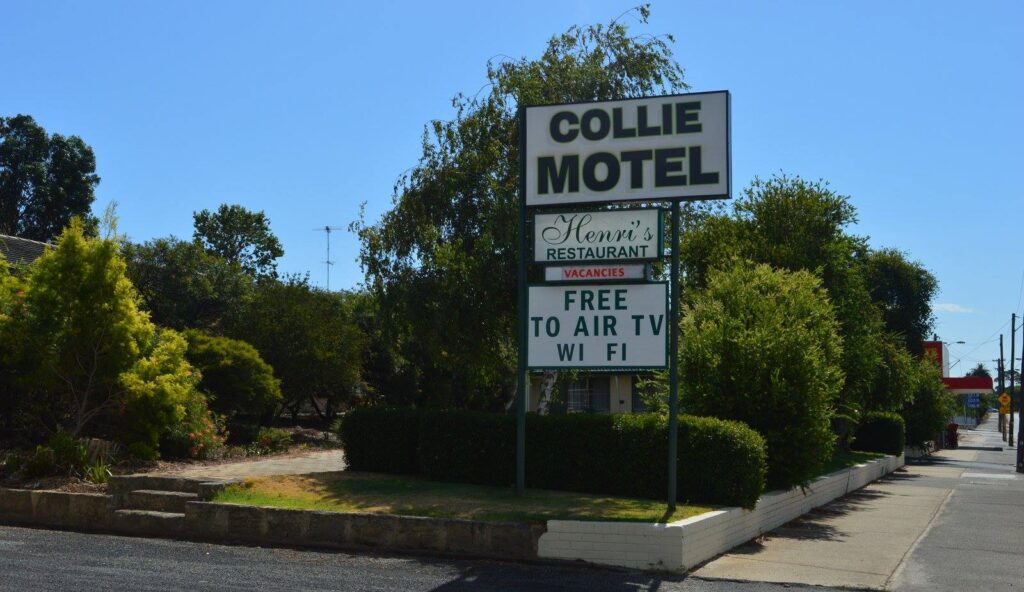 COLLIE
MOTEL
Henri's
RESTAURANT
VACANCIES
FREE
TO AIR TV
WI FI